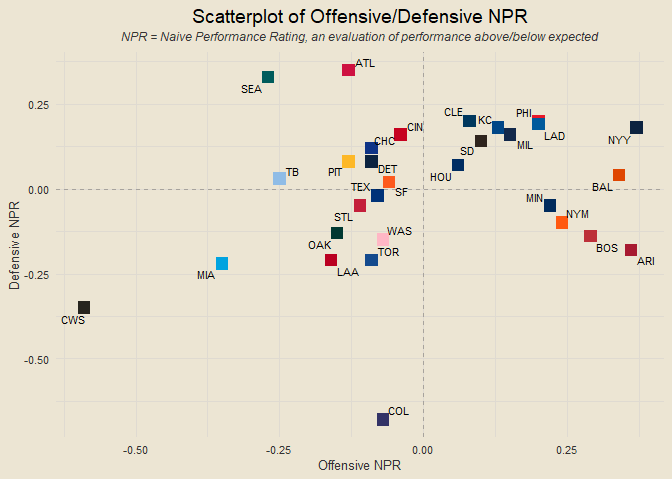 Scatterplot of Offensive/Defensive NPR
NPR = Naive Performance Rating, an evaluation of performance above/below expected
ATL
SEA
0.25
CLE
KC
PHI
CIN
NYY
LAD
CHC
SD
MIL
PIT
DET
HOU
TB
TEX
SF
BAL
0.00
MIN
STL
NYM
WAS
OAK
BOS
TOR
ARI
LAA
MIA
-0.25
CWS
-0.50
COL
Defensive NPR
-0.50
-0.25
0.00
0.25
Offensive NPR